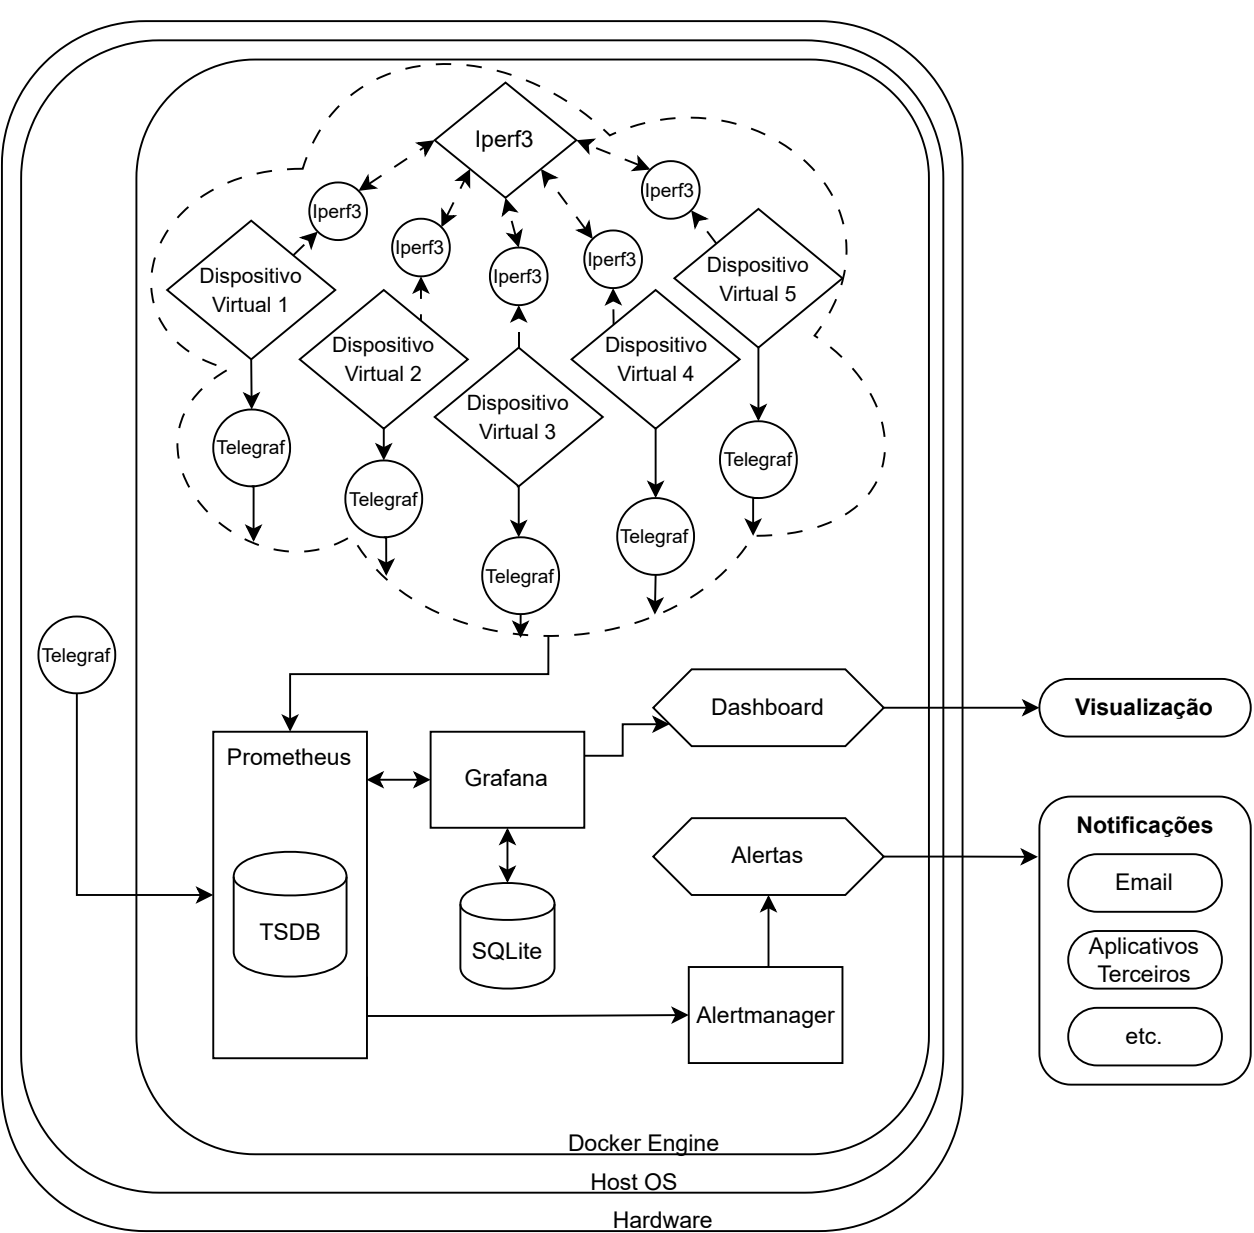 Iperf3
Iperf3
Iperf3
Iperf3
Iperf3
Iperf3
Dispositivo
Virtual 1
Dispositivo
Virtual 2
Dispositivo
Virtual 3
Dispositivo
Virtual 4
Dispositivo
Virtual 5
Telegraf
Telegraf
Telegraf
Telegraf
Telegraf
Telegraf
Prometheus
TSDB
Grafana
SQLite
Dashboard
Alertas
Alertmanager
Visualização
Notificações
Email
Aplicativos
Terceiros
etc.
Docker Engine
Host OS
Hardware